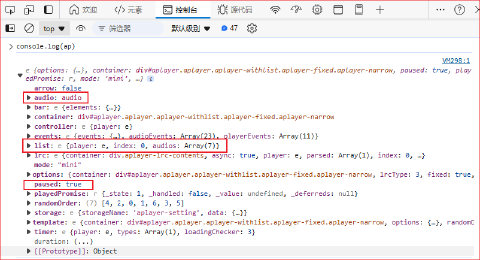 欢迎 元素 控制台 源代码
top 筛选器 默认级别 47
> console.log(ap)
VM298:1
e {options: {…}, container: div#aplayer.aplayer.aplayer-withlist.aplayer-fixed.aplayer-narrow, paused: true, play
edPromise: r, mode: "mini", …}
arrow: false
audio: audio
bar: e {elements: {…}}
container: div#aplayer.aplayer.aplayer-withlist.aplayer-fixed.aplayer-narrow
controller: e {player: e}
events: e {events: {…}, audioEvents: Array(23), playerEvents: Array(11)}
list: e {player: e, index: 0, audios: Array(7)}
lrc: e {container: div.aplayer-lrc-contents, async: true, player: e, parsed: Array(1), index: 0, …}
mode: "mini"
options: {container: div#aplayer.aplayer.aplayer-withlist.aplayer-fixed.aplayer-narrow, lrcType: 3, fixed: true,
paused: true
playedPromise: r {_state: 1, _handled: false, _value: undefined, _deferreds: null}
randomOrder: (7) [4, 2, 0, 1, 6, 3, 5]
storage: e {storageName: 'aplayer-setting', data: {…}}
template: e {container: div#aplayer.aplayer.aplayer-withlist.aplayer-fixed.aplayer-narrow, options: {…}, randomO
timer: e {player: e, types: Array(1), loadingChecker: 3}
duration: (...)
[[Prototype]]: Object